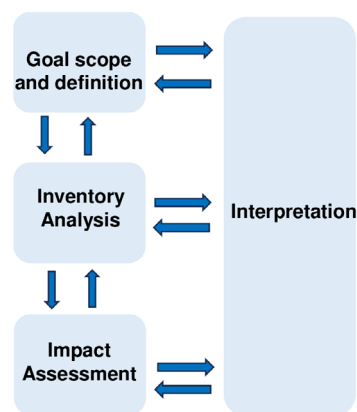 Goal scope
and definition
Inventory
Analysis
Interpretation
Impact
Assessment